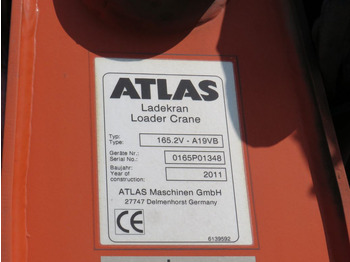 ATLAS
Ladekran
Loader Crane
Typ:
Type: 165.2V - A19VB
Geräte Nr.:
Serial No.: 0165P01348
Baujahr:
Year of
construction: 2011
ATLAS Maschinen GmbH
27747 Delmenhorst Germany
CE
6139592